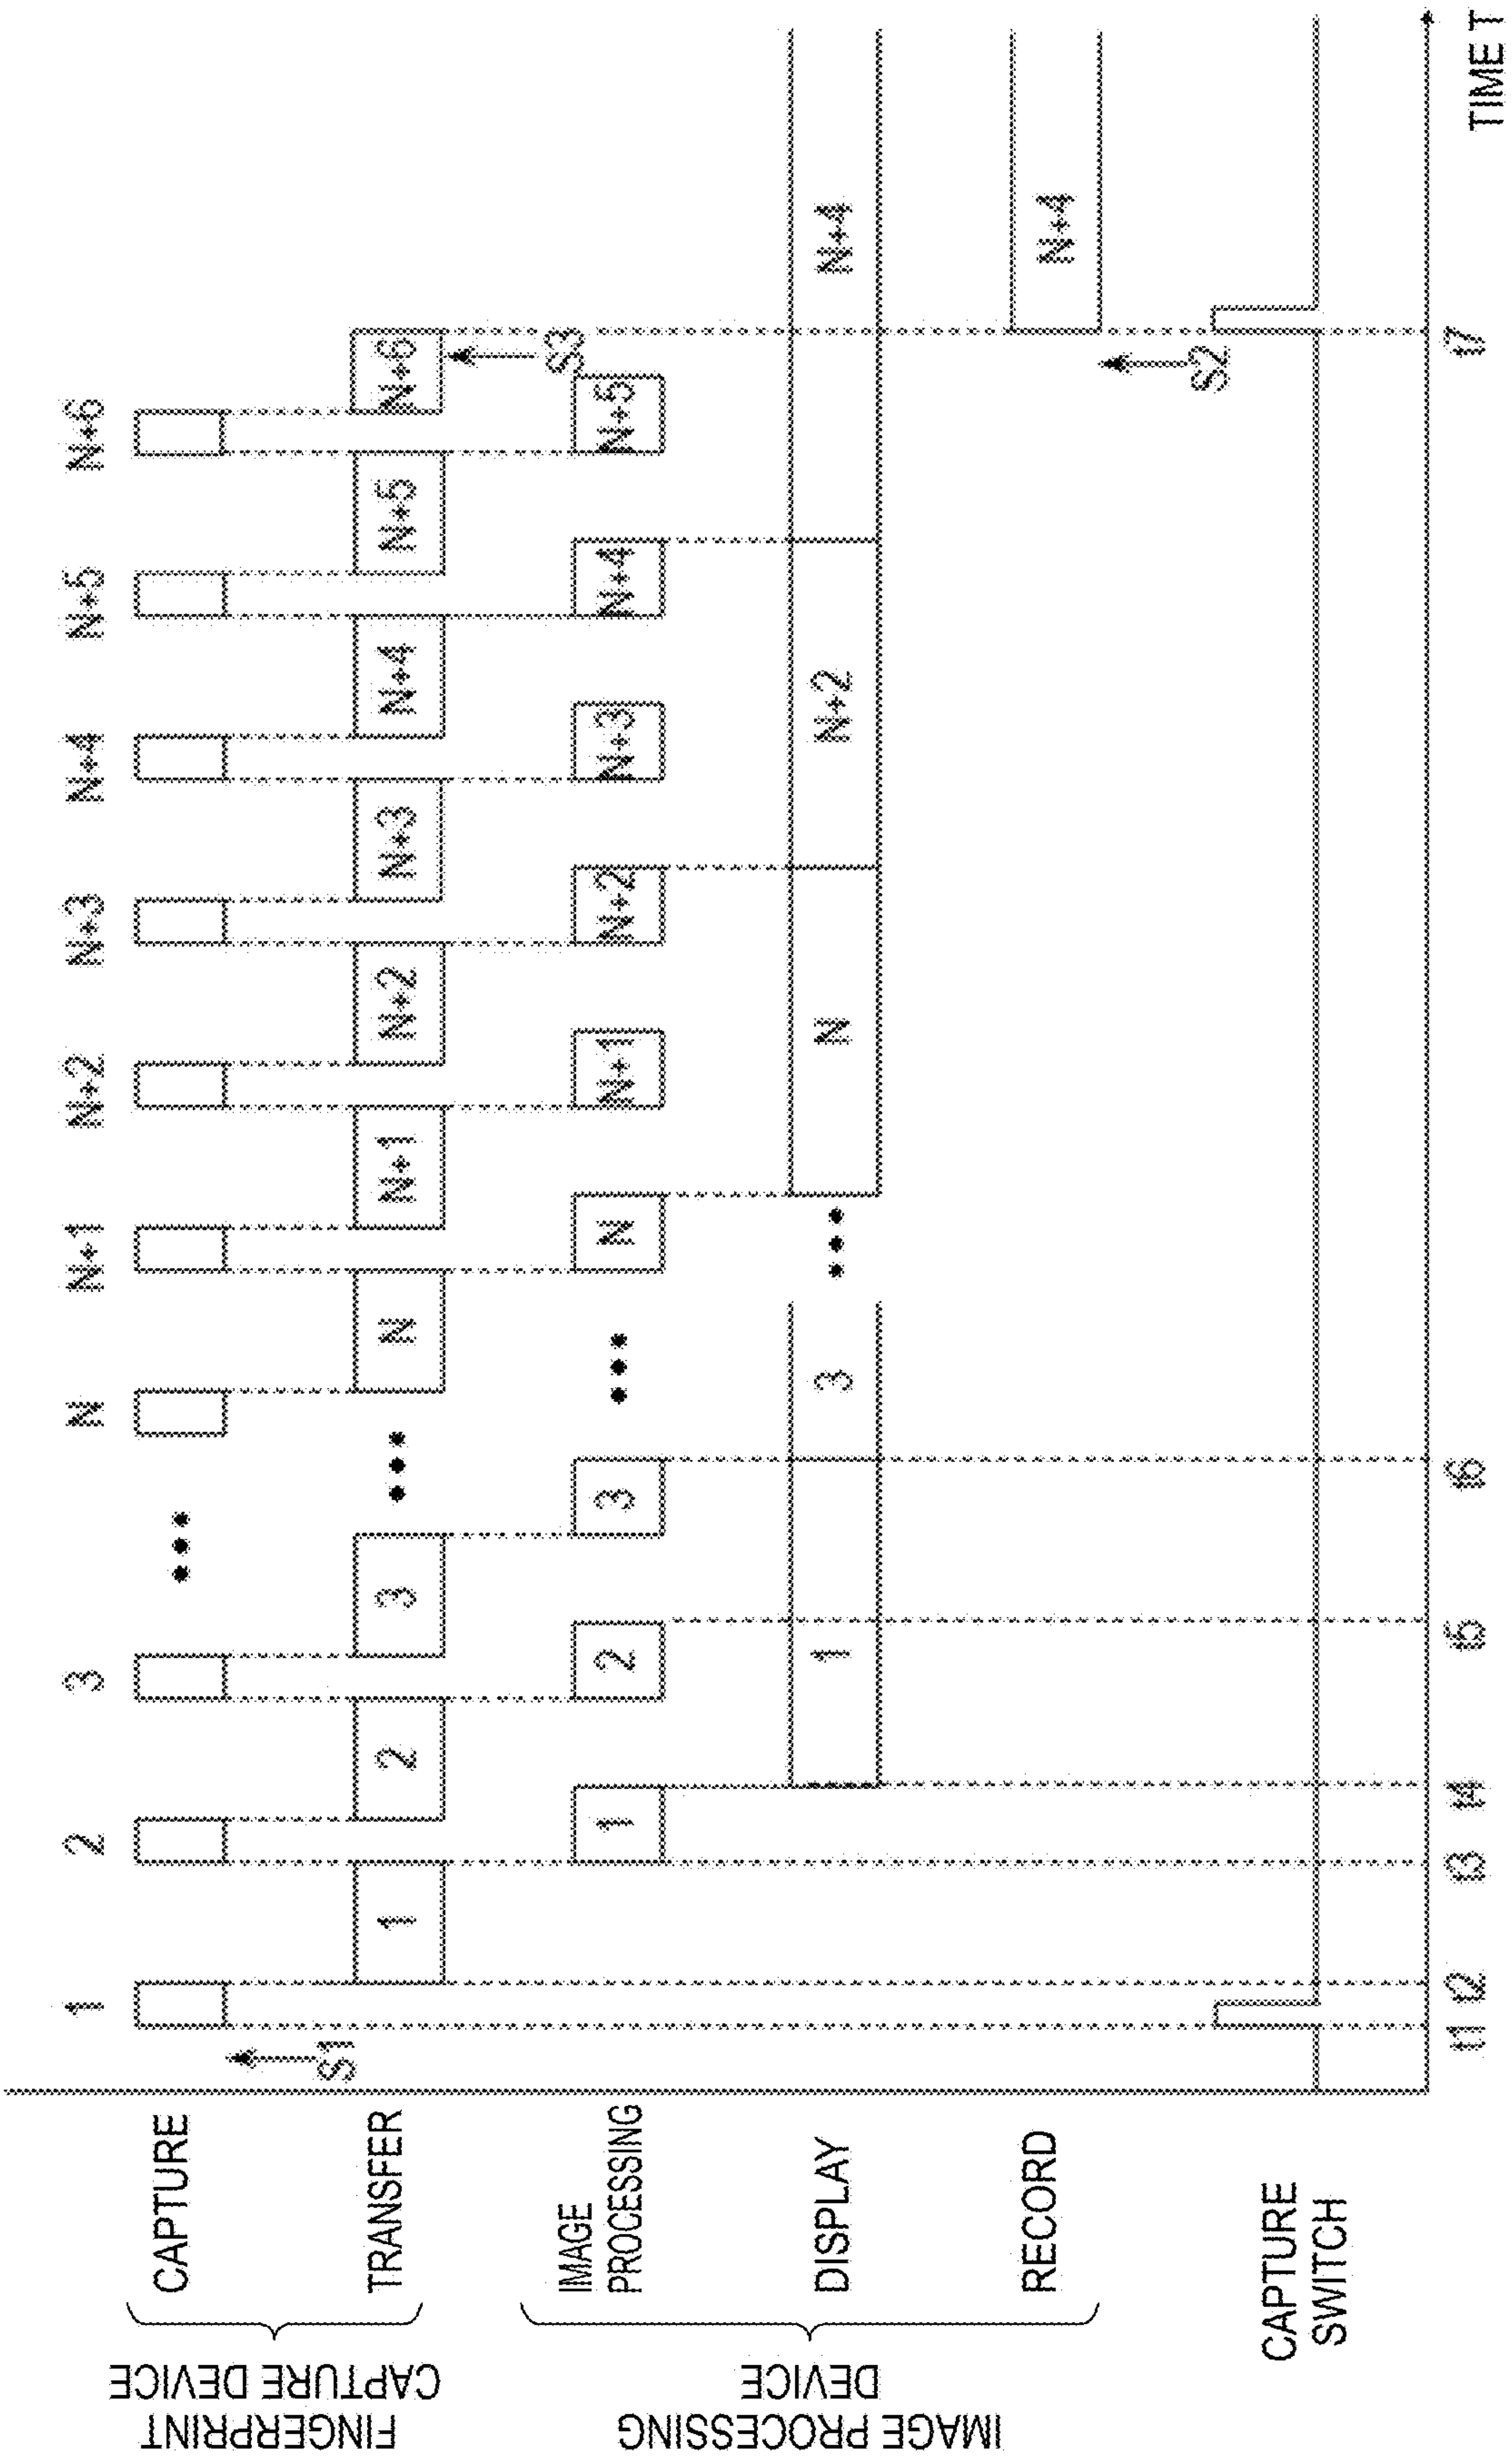 FINGERPRINT
CAPTURE DEVICE
CAPTURE
1 2 3 ••• N N+1 N+2 N+3 N+4 N+5 N+6
S1
TRANSFER
1 2 3 ••• N N+1 N+2 N+3 N+4 N+5 N+6
S3
IMAGE PROCESSING
DEVICE
IMAGE
PROCESSING
1 2 3 ••• N N+1 N+2 N+3 N+4 N+5
DISPLAY
1 3 ••• N N+2 N+4
RECORD
N+4
S2
CAPTURE
SWITCH
t1 t2 t3 t4 t5 t6 t7
TIME T